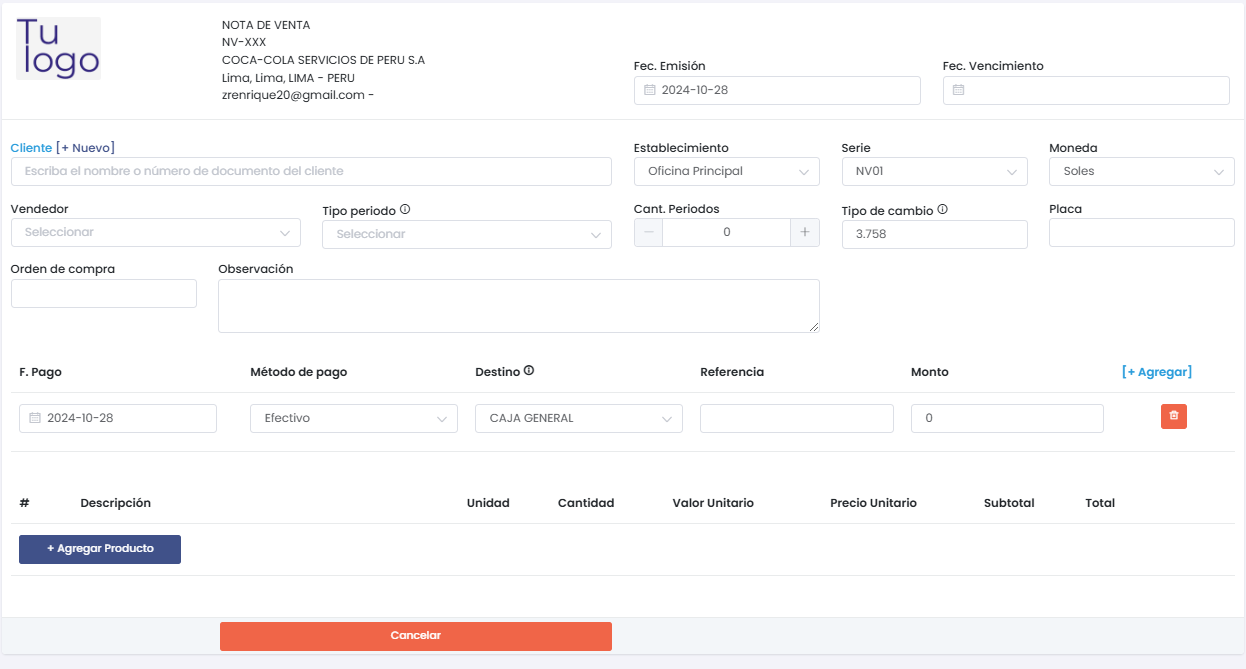 Tu
logo
NOTA DE VENTA
NV-XXX
COCA-COLA SERVICIOS DE PERU S.A
Lima, Lima, LIMA - PERU
zrenrique20@gmail.com -
Fec. Emisión
Fec. Vencimiento
2024-10-28
Cliente [+ Nuevo]
Establecimiento
Serie
Moneda
Escriba el nombre o número de documento del cliente
Oficina Principal
NV01
Soles
Vendedor
Tipo periodo
Cant. Periodos
Tipo de cambio
Placa
Seleccionar
Seleccionar
0
3.758
Orden de compra
Observación
F. Pago
Método de pago
Destino
Referencia
Monto
[+ Agregar]
2024-10-28
Efectivo
CAJA GENERAL
0
#
Descripción
Unidad
Cantidad
Valor Unitario
Precio Unitario
Subtotal
Total
+ Agregar Producto
Cancelar